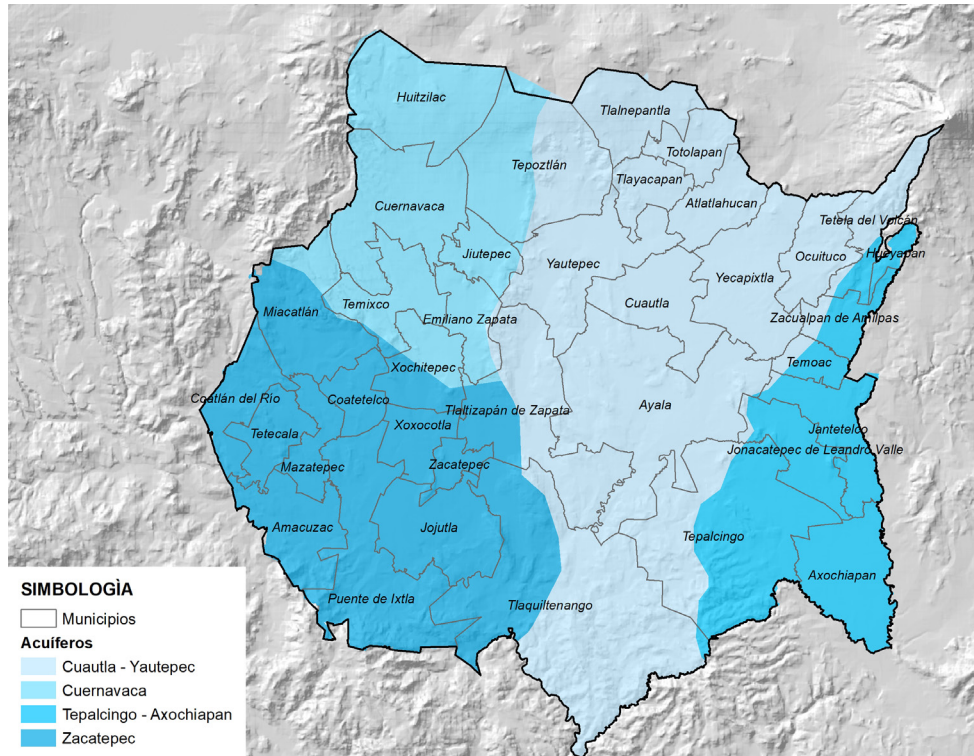 Huitzilac
Tlalnepantla
Totolapan
Tepoztlán
Tlayacapan
Atlatlahucan
Cuernavaca
Tetela del Volcán
Jiutepec
Ocuituco
Hueyapan
Yautepec
Yecapixtla
Cuautla
Miacatlán
Temixco
Emiliano Zapata
Zacualpan de Amilpas
Xochitepec
Temoac
Coatlán del Río
Coatetelco
Tlaltizapán de Zapata
Ayala
Xoxocotla
Jantetelco
Tetecala
Jonacatepec de Leandro Valle
Mazatepec
Zacatepec
Amacuzac
Jojutla
Tepalcingo
Axochiapan
Puente de Ixtla
Tlaquiltenango
SIMBOLOGÌA
Municipios
Acuíferos
Cuautla - Yautepec
Cuernavaca
Tepalcingo - Axochiapan
Zacatepec